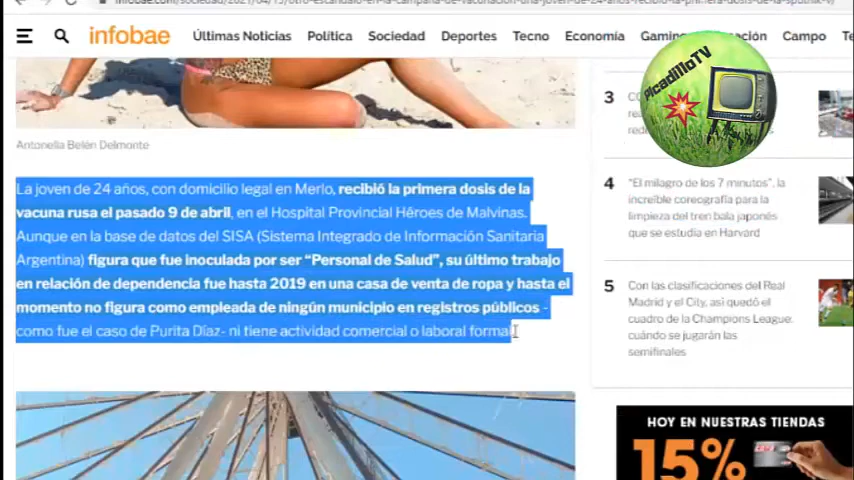 infobae
Últimas Noticias Política Sociedad Deportes Tecno Economía Campo
PicadilloTV
Antonella Belén Delmonte
La joven de 24 años, con domicilio legal en Merlo, recibió la primera dosis de la
vacuna rusa el pasado 9 de abril, en el Hospital Provincial Héroes de Malvinas.
Aunque en la base de datos del SISA (Sistema Integrado de Información Sanitaria
Argentina) figura que fue inoculada por ser “Personal de Salud”, su último trabajo
en relación de dependencia fue hasta 2019 en una casa de venta de ropa y hasta el
momento no figura como empleada de ningún municipio en registros públicos -
como fue el caso de Purita Díaz- ni tiene actividad comercial o laboral formal
3
4
“El milagro de los 7 minutos”, la
increíble coreografía para la
limpieza del tren bala japonés
que se estudia en Harvard
5
Con las clasificaciones del Real
Madrid y el City, así quedó el
cuadro de la Champions League:
cuándo se jugarán las
semifinales
HOY EN NUESTRAS TIENDAS
15%